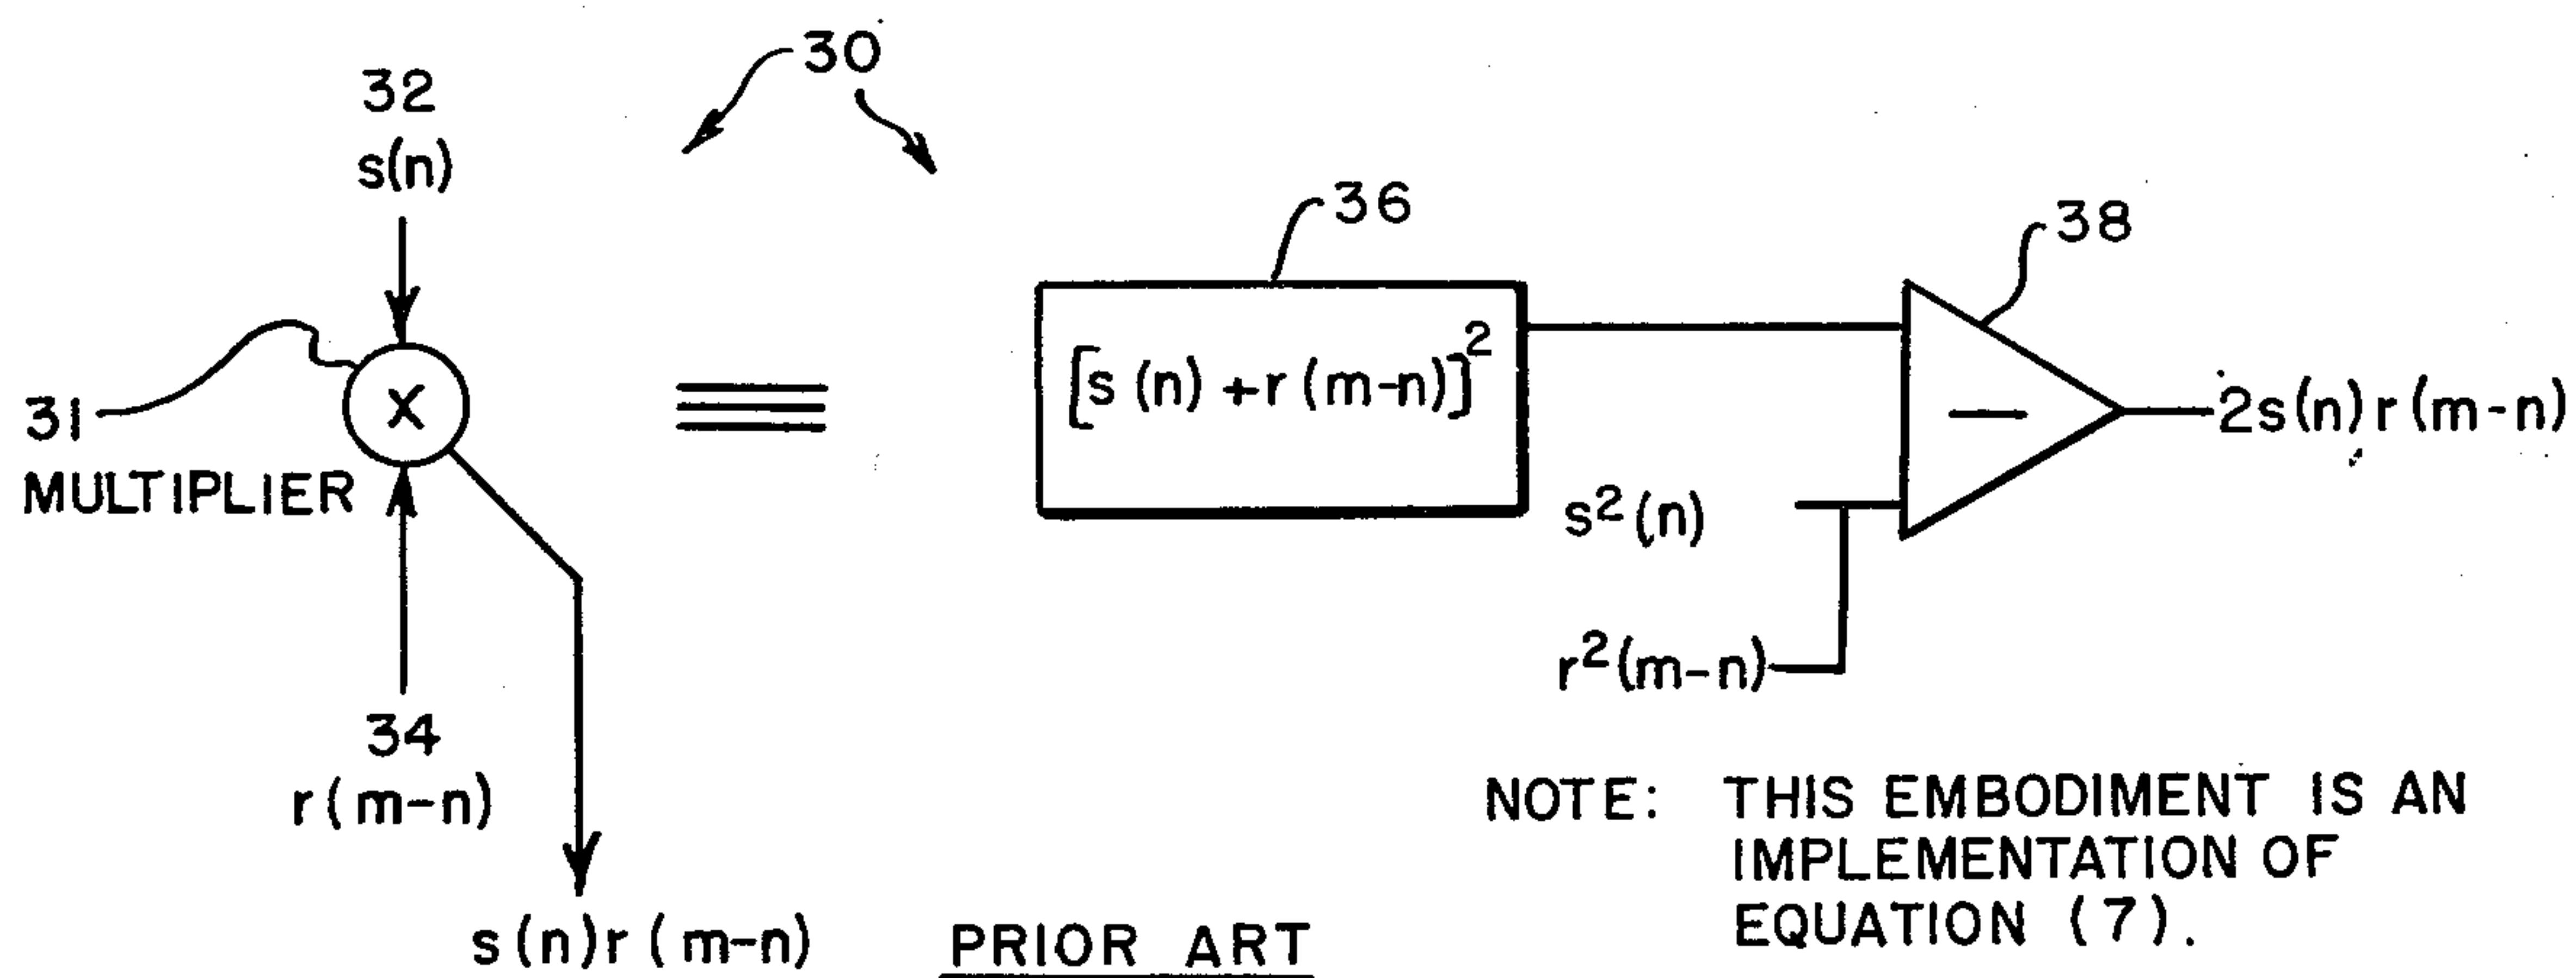 30
32
s(n)
36
38
[s (n) + r (m-n)]²
X
31
MULTIPLIER
—
2s(n) r (m-n)
s²(n)
r²(m-n)
34
r ( m-n)
NOTE: THIS EMBODIMENT IS AN
IMPLEMENTATION OF
EQUATION (7).
s (n) r ( m-n)
PRIOR ART